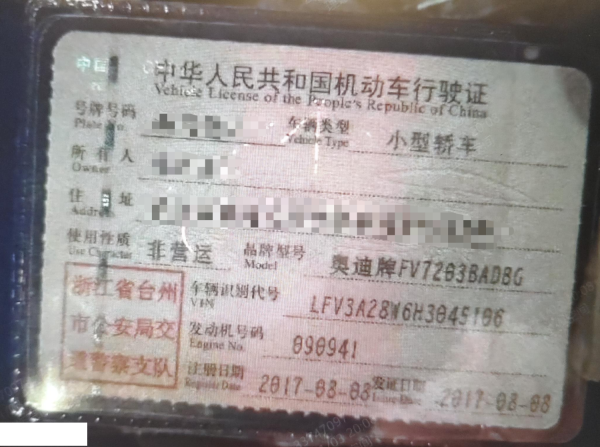 中华人民共和国机动车行驶证
Vehicle License of the People's Republic of China
号牌号码
Plate No.
车辆类型
Vehicle Type
小型轿车
所有人
Owner
住址
Address
使用性质
Use Character
非营运
品牌型号
Model
奥迪牌FV7203BADBG
浙江省台州
市公安局交
通警察支队
车辆识别代号
VIN
LFV3A28W6H3045106
发动机号码
Engine No.
090941
注册日期
Register Date
2017-08-08
发证日期
Issue Date
2017-08-08